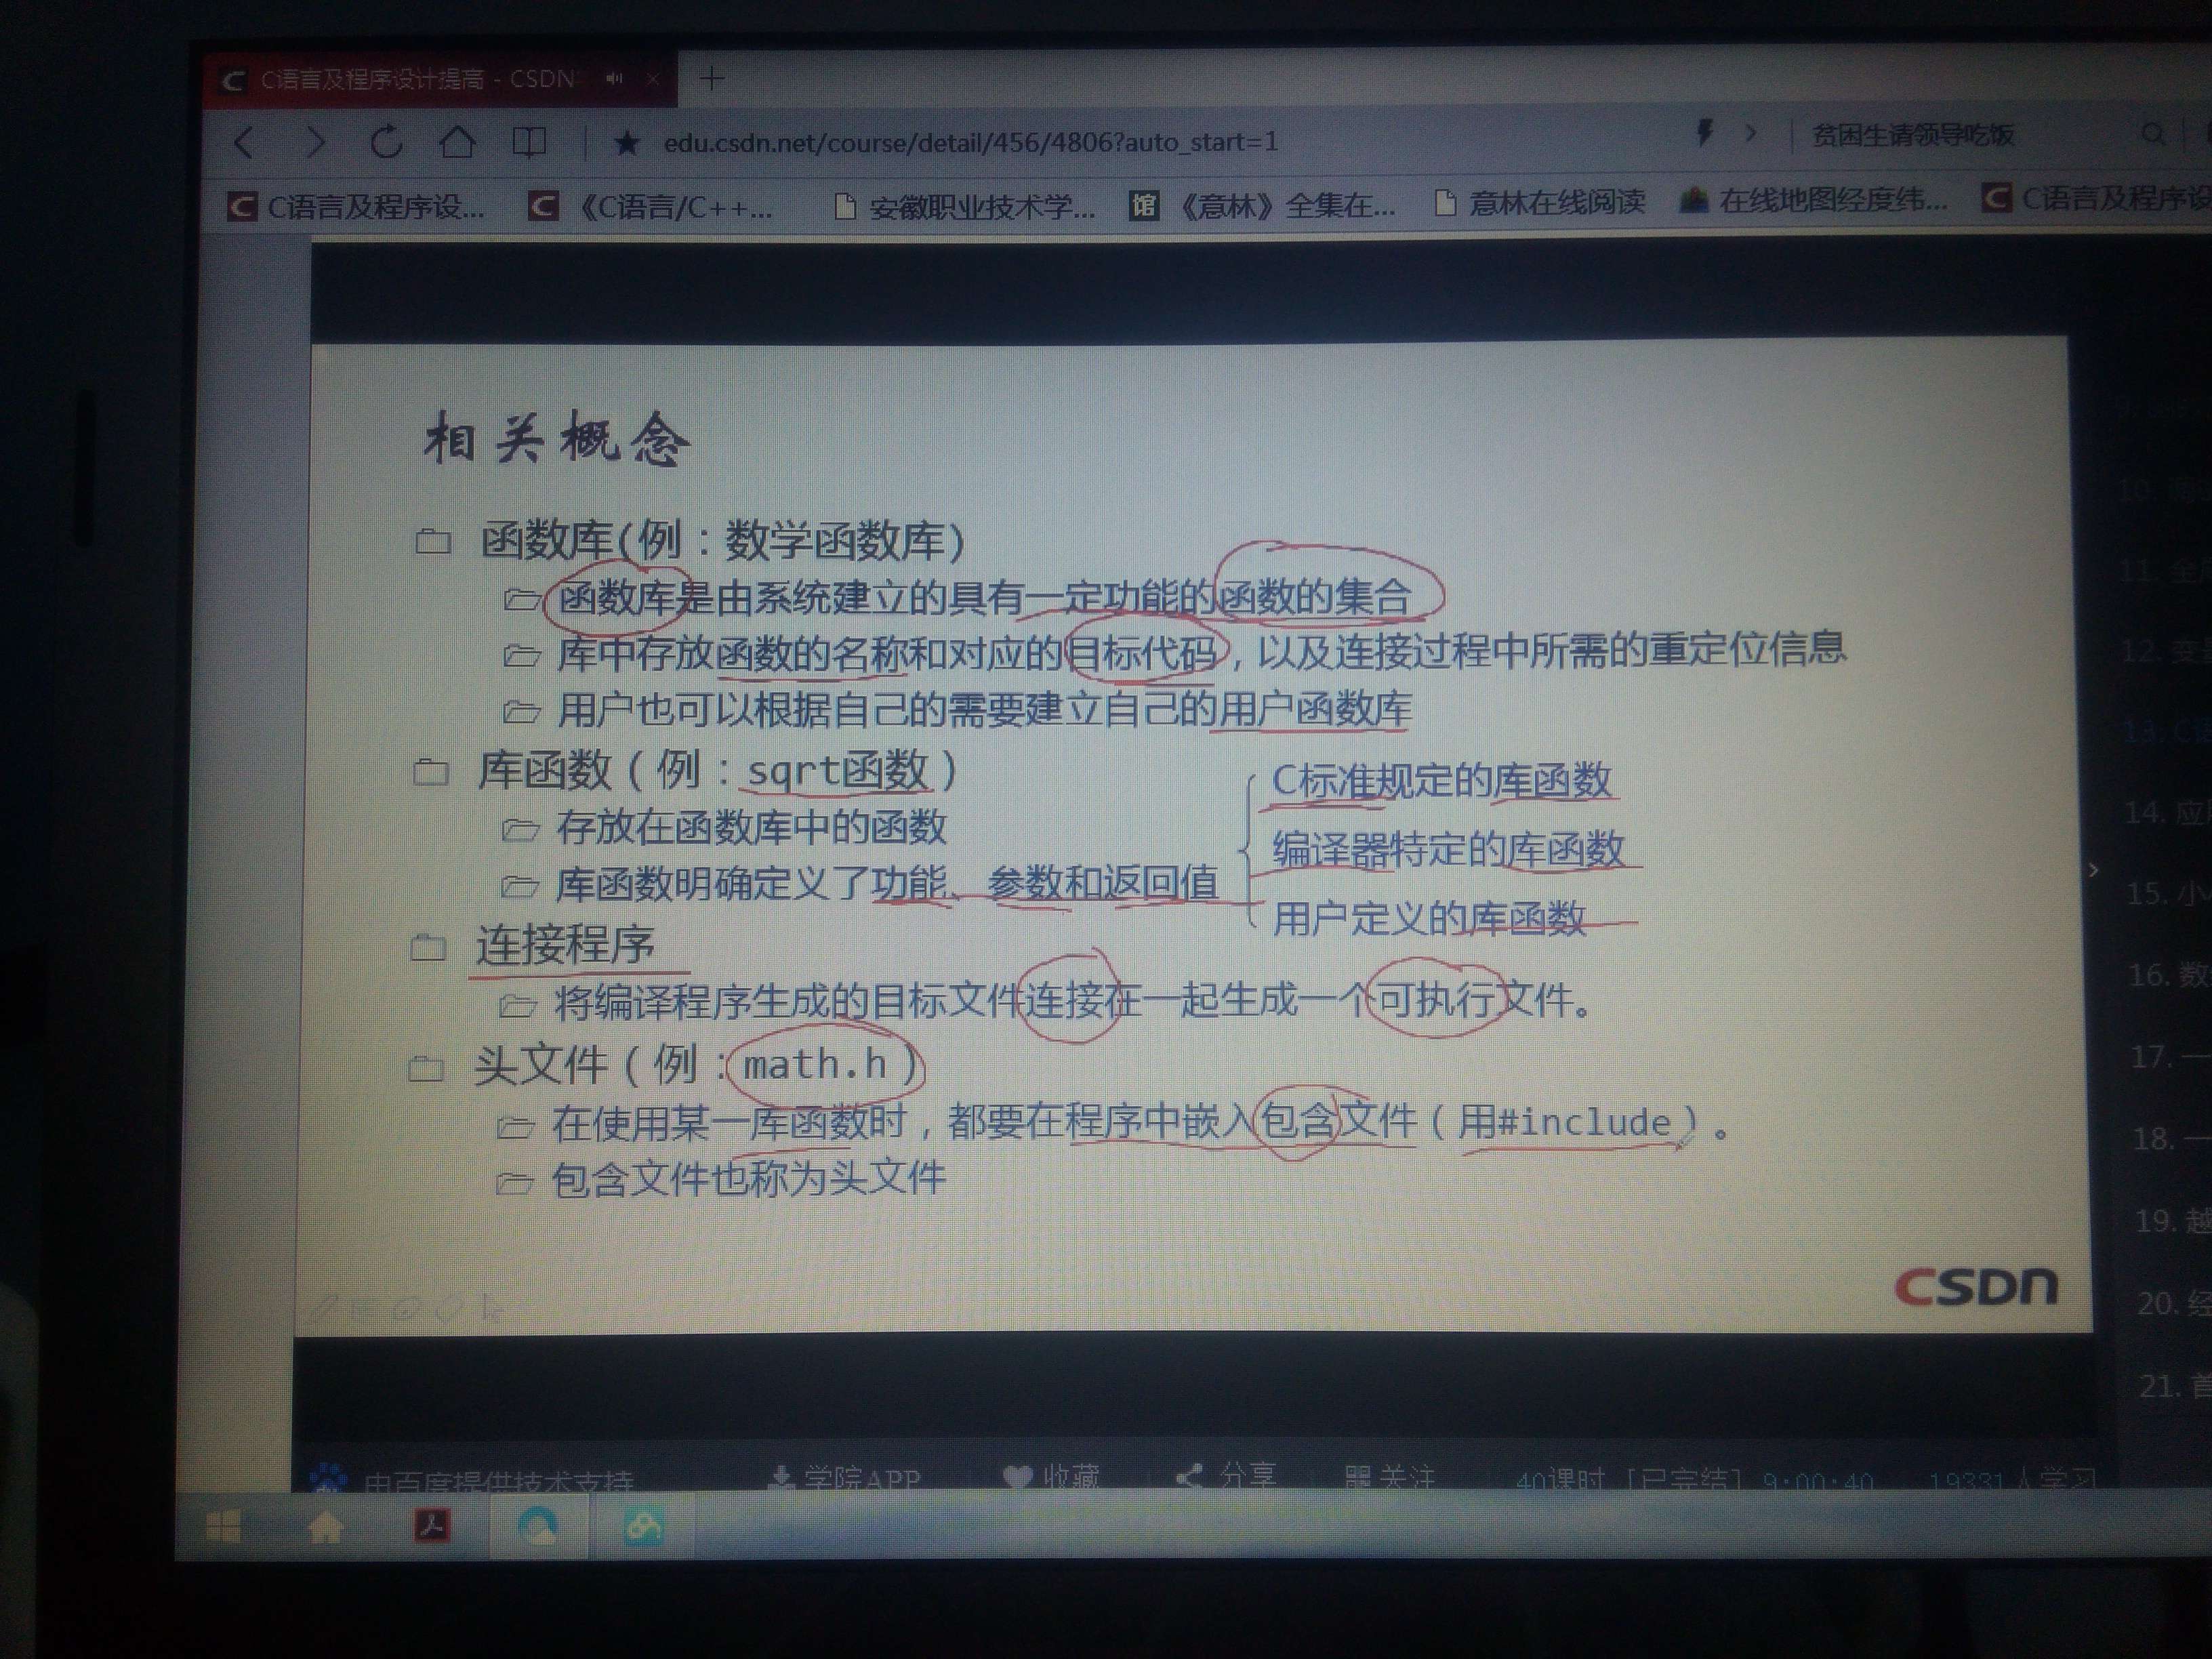 C语言及程序设计提高 - CSDN
edu.csdn.net/course/detail/456/4806?auto_start=1
贫困生请领导吃饭
C语言及程序设...
《C语言/C++...
安徽职业技术学...
馆 《意林》全集在...
意林在线阅读
在线地图经度纬...
C语言及程序设
相关概念
函数库(例：数学函数库)
函数库是由系统建立的具有一定功能的函数的集合
库中存放函数的名称和对应的目标代码，以及连接过程中所需的重定位信息
用户也可以根据自己的需要建立自己的用户函数库
库函数（例：sqrt函数）
存放在函数库中的函数
库函数明确定义了功能、参数和返回值
C标准规定的库函数
编译器特定的库函数
用户定义的库函数
连接程序
将编译程序生成的目标文件连接在一起生成一个可执行文件。
头文件（例：math.h）
在使用某一库函数时，都要在程序中嵌入包含文件（用#include）。
包含文件也称为头文件
CSDN
10.
11. 全
12. 变
13. C语
14. 应
15. 小
16. 数
17. 一
18. 一
19. 越
20. 经
21. 首
由百度提供技术支持
学院APP
收藏
分享
关注
40课时 [已完结] 9:00:40
19331人学习